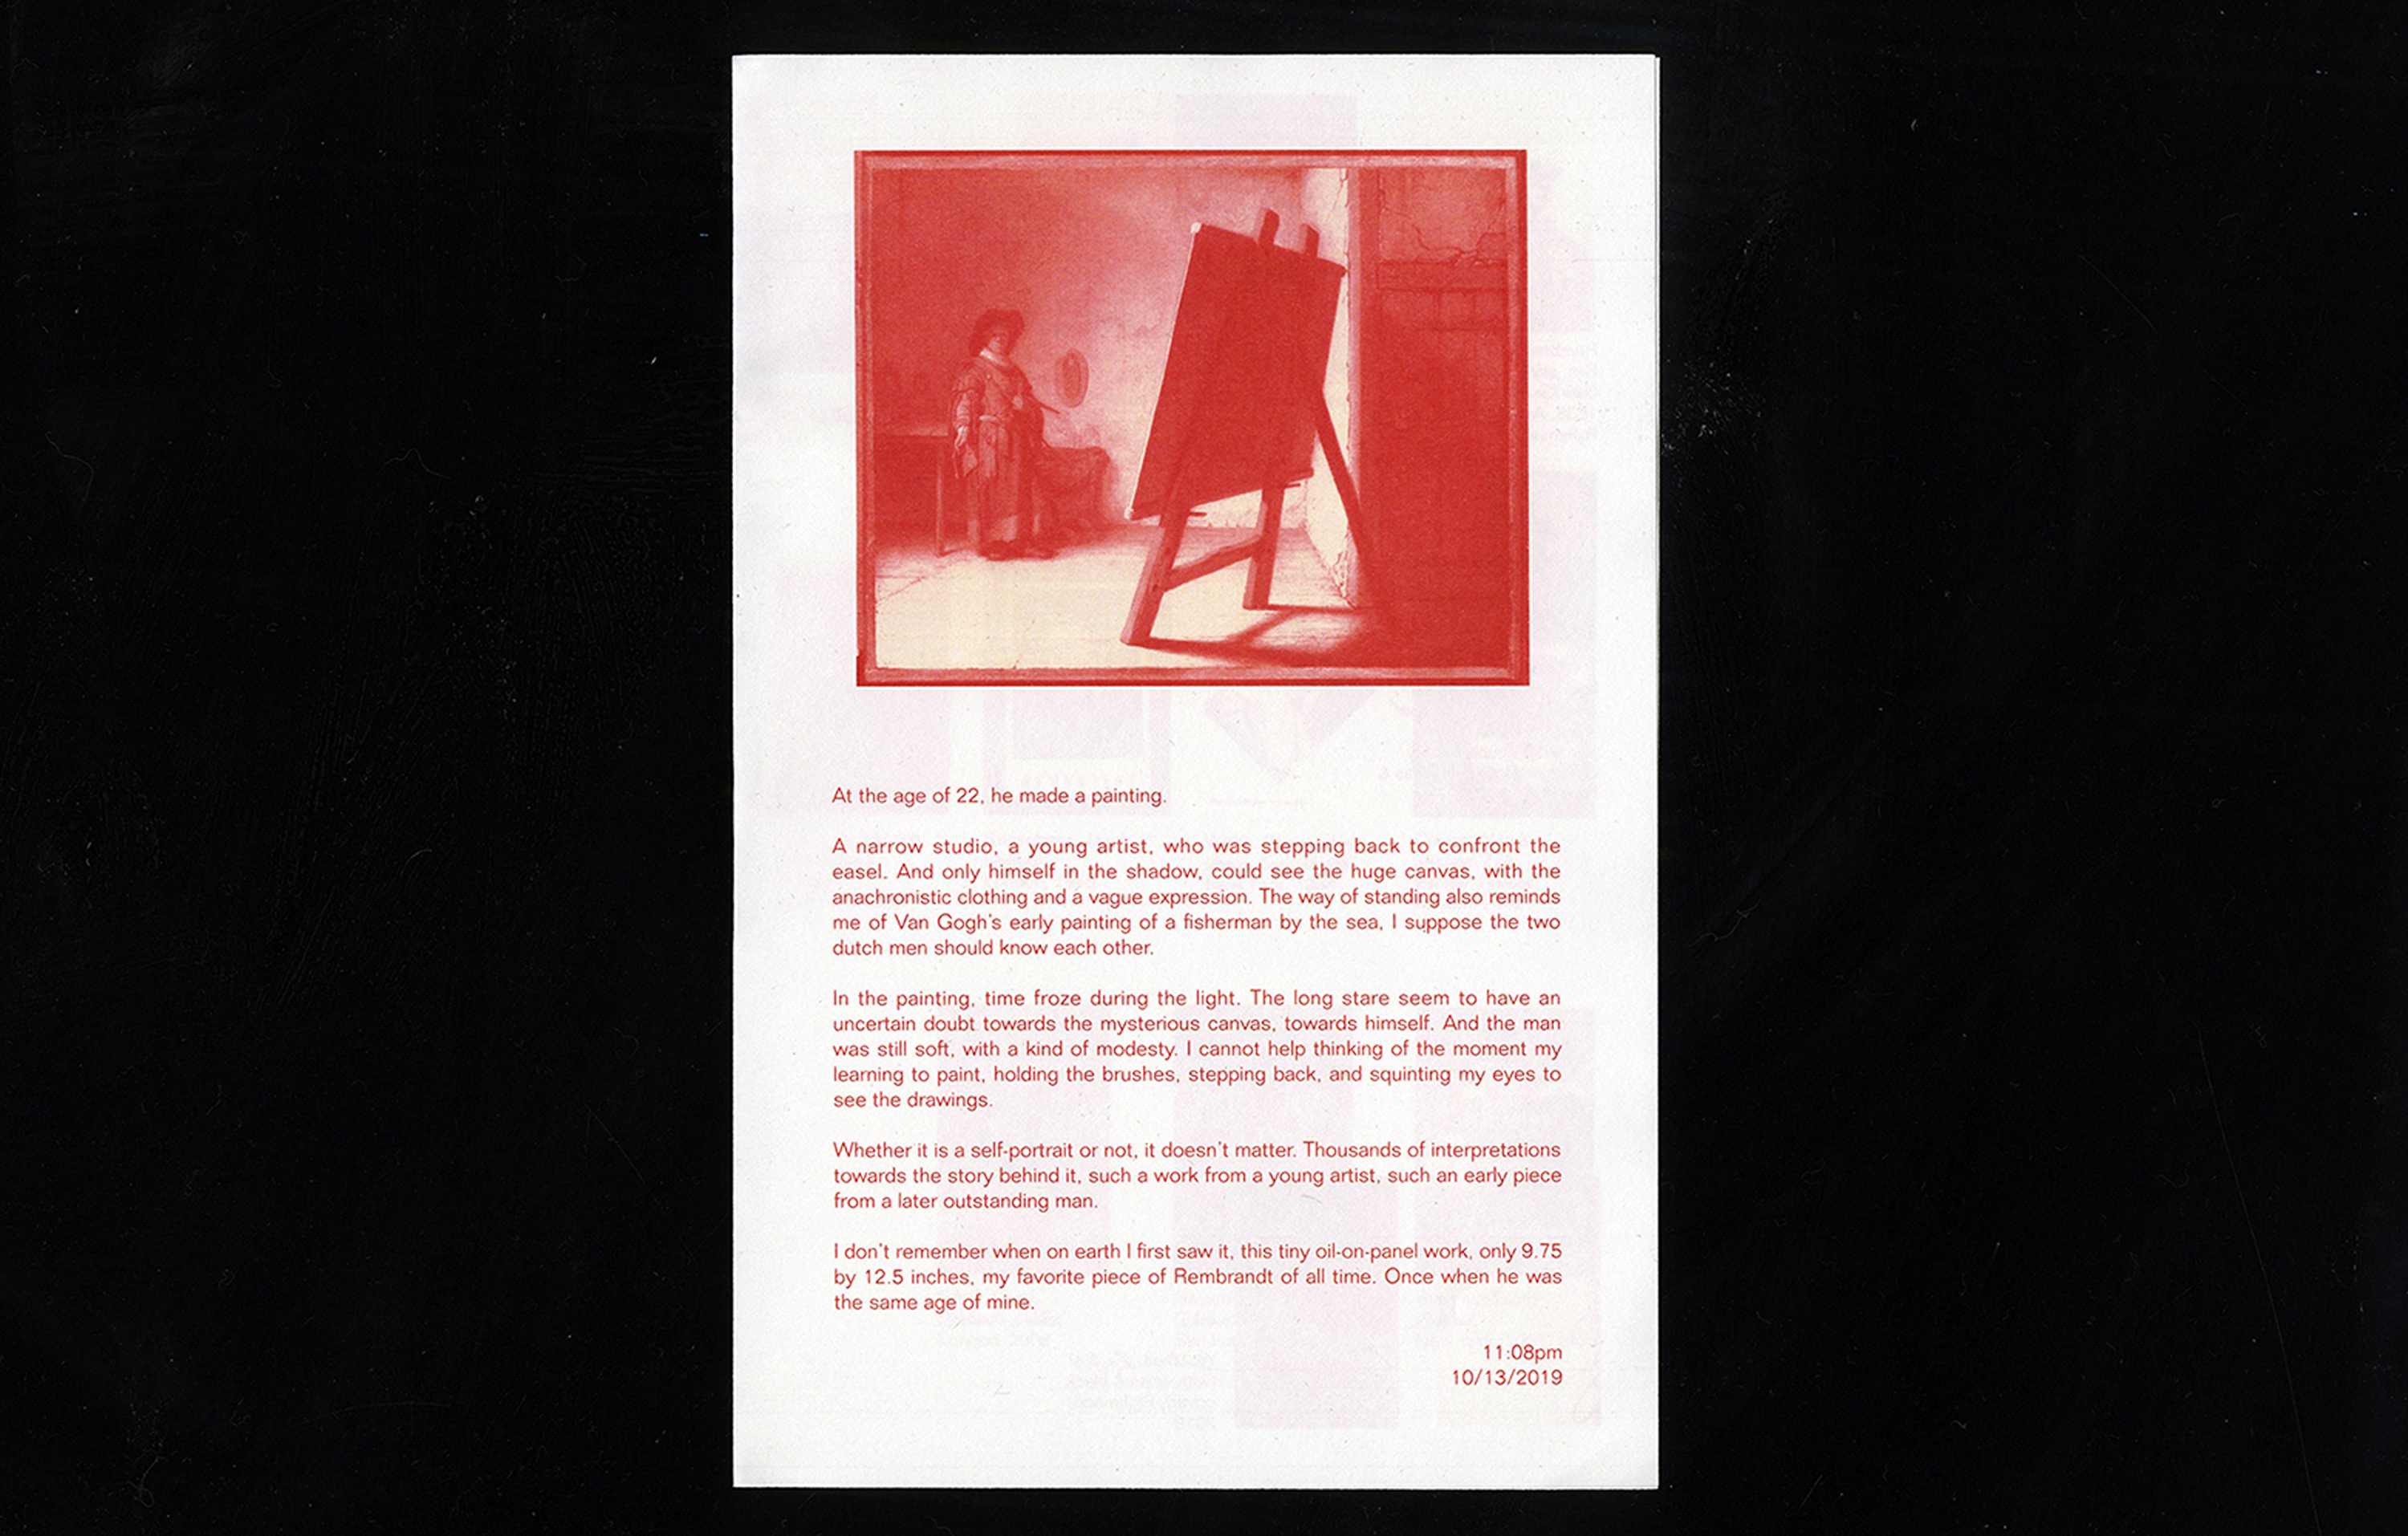 At the age of 22, he made a painting.
A narrow studio, a young artist, who was stepping back to confront the
easel. And only himself in the shadow, could see the huge canvas, with the
anachronistic clothing and a vague expression. The way of standing also reminds
me of Van Gogh's early painting of a fisherman by the sea, I suppose the two
dutch men should know each other.
In the painting, time froze during the light. The long stare seem to have an
uncertain doubt towards the mysterious canvas, towards himself. And the man
was still soft, with a kind of modesty. I cannot help thinking of the moment my
learning to paint, holding the brushes, stepping back, and squinting my eyes to
see the drawings.
Whether it is a self-portrait or not, it doesn't matter. Thousands of interpretations
towards the story behind it, such a work from a young artist, such an early piece
from a later outstanding man.
I don't remember when on earth I first saw it, this tiny oil-on-panel work, only 9.75
by 12.5 inches, my favorite piece of Rembrandt of all time. Once when he was
the same age of mine.
11:08pm
10/13/2019